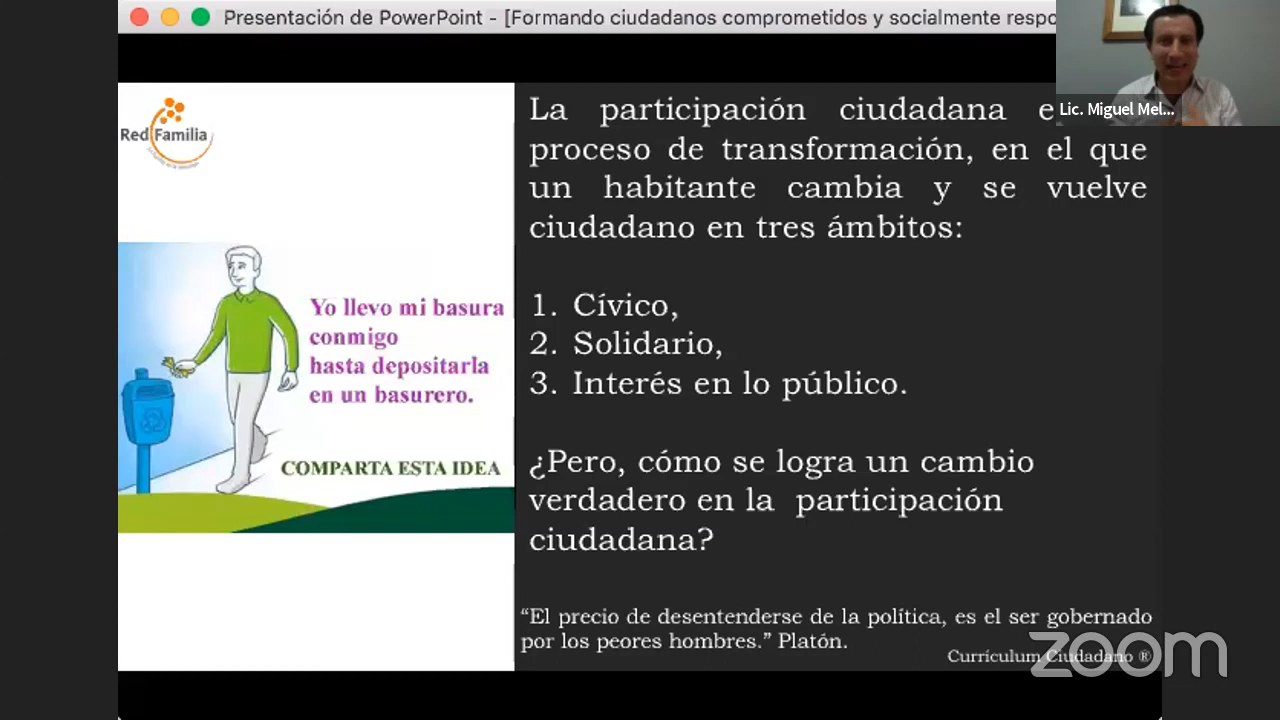 Presentación de PowerPoint - [Formando ciudadanos comprometidos y socialmente respo
Lic. Miguel Mel...
Red Familia
La participación ciudadana e
proceso de transformación, en el que
un habitante cambia y se vuelve
ciudadano en tres ámbitos:
1. Cívico,
2. Solidario,
3. Interés en lo público.
¿Pero, cómo se logra un cambio
verdadero en la participación
ciudadana?
“El precio de desentenderse de la política, es el ser gobernado
por los peores hombres.” Platón.
Currículum Ciudadano ®
zoom
Yo llevo mi basura
conmigo
hasta depositarla
en un basurero.
COMPARTA ESTA IDEA